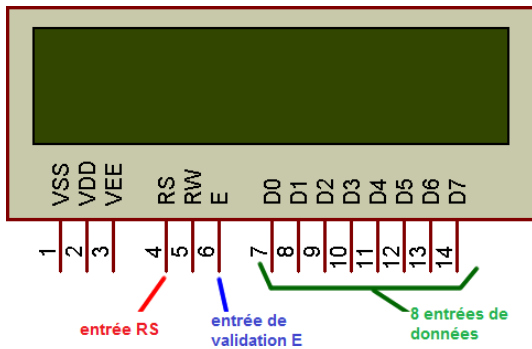 VSS VDD VEE RS RW E D0 D1 D2 D3 D4 D5 D6 D7
1 2 3 4 5 6 7 8 9 10 11 12 13 14
entrée RS
entrée de
validation E
8 entrées de
données